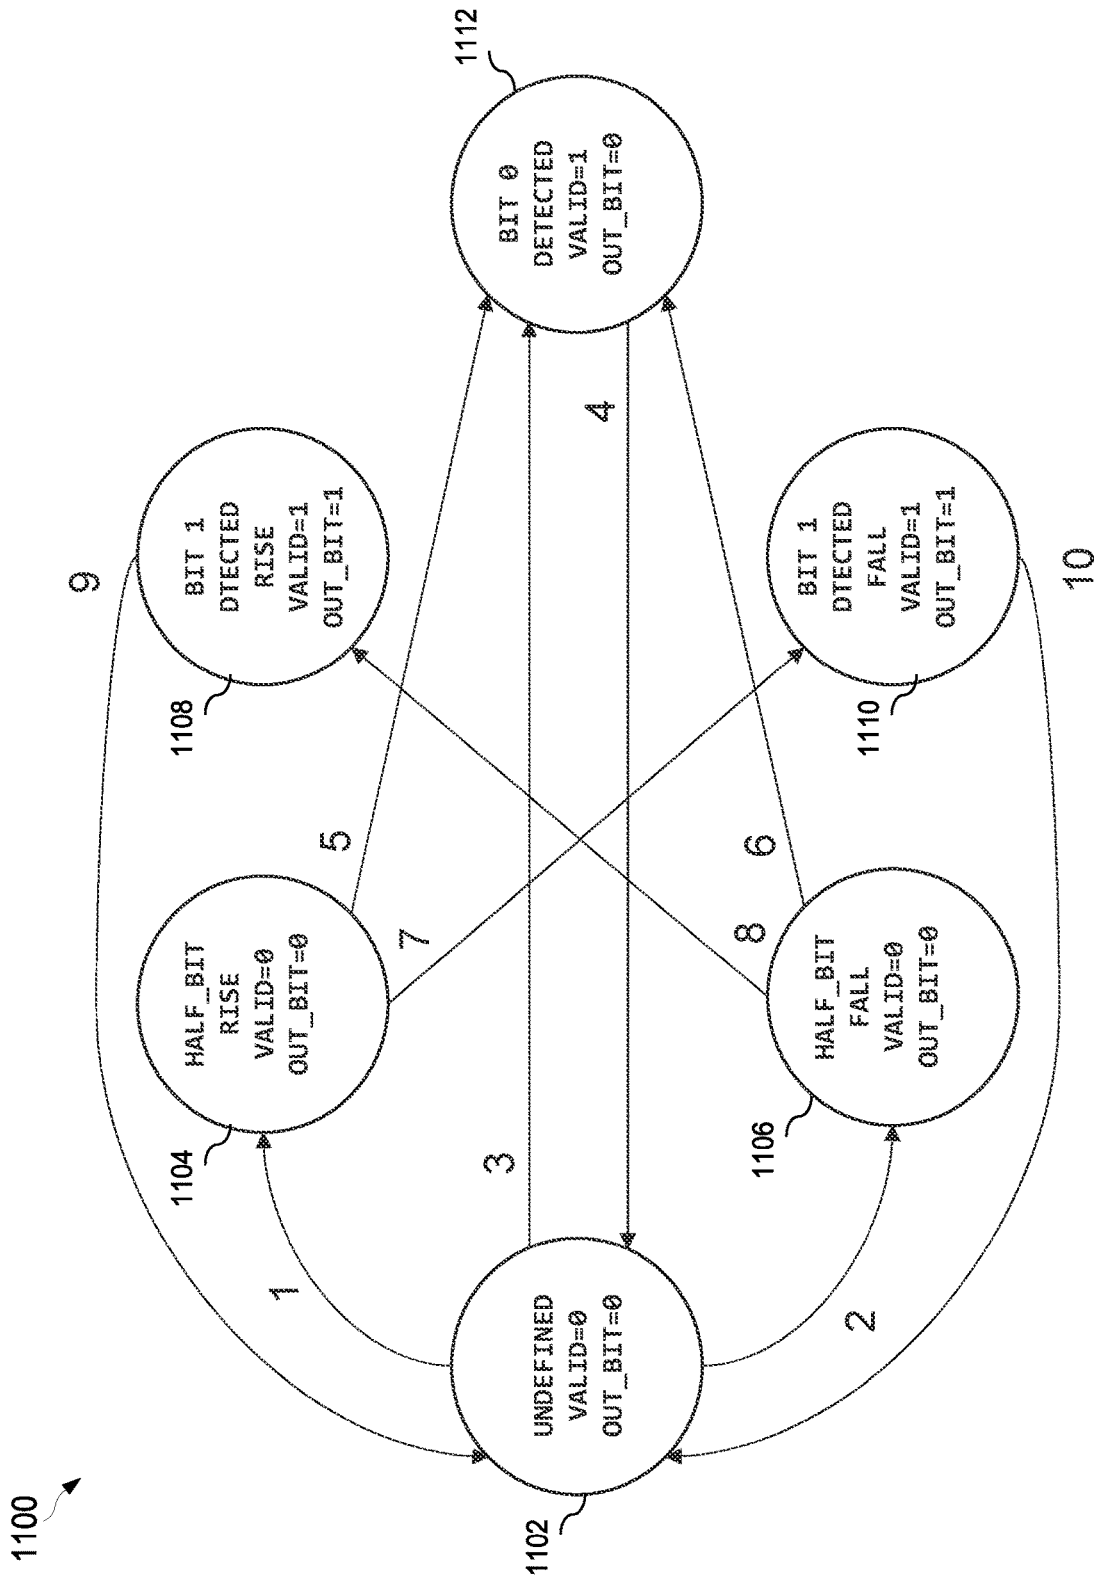 1100
1102
UNDEFINED
VALID=0
OUT_BIT=0
1
2
3
4
1104
HALF_BIT
RISE
VALID=0
OUT_BIT=0
5
7
1106
HALF_BIT
FALL
VALID=0
OUT_BIT=0
8
6
1108
BIT 1
DTECTED
RISE
VALID=1
OUT_BIT=1
9
1110
BIT 1
DTECTED
FALL
VALID=1
OUT_BIT=1
10
1112
BIT 0
DETECTED
VALID=1
OUT_BIT=0